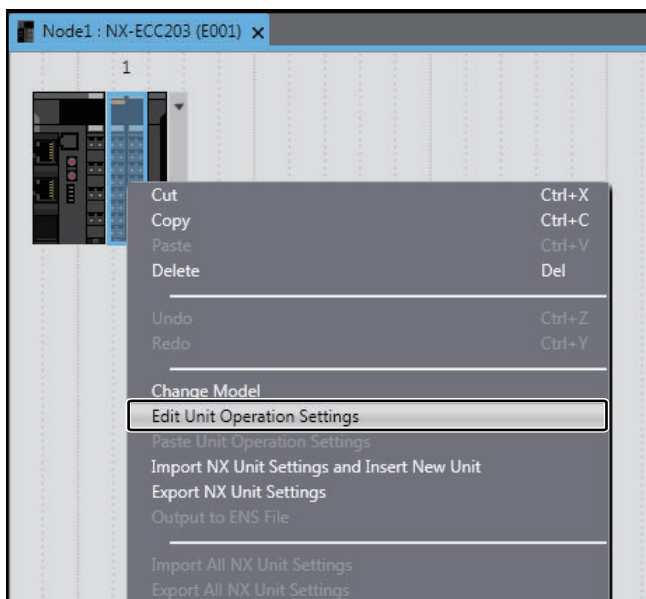 Node1 : NX-ECC203 (E001) ×
1
Cut Ctrl+X
Copy Ctrl+C
Paste Ctrl+V
Delete Del
Undo Ctrl+Z
Redo Ctrl+Y
Change Model
Edit Unit Operation Settings
Paste Unit Operation Settings
Import NX Unit Settings and Insert New Unit
Export NX Unit Settings
Output to ENS File
Import All NX Unit Settings
Export All NX Unit Settings